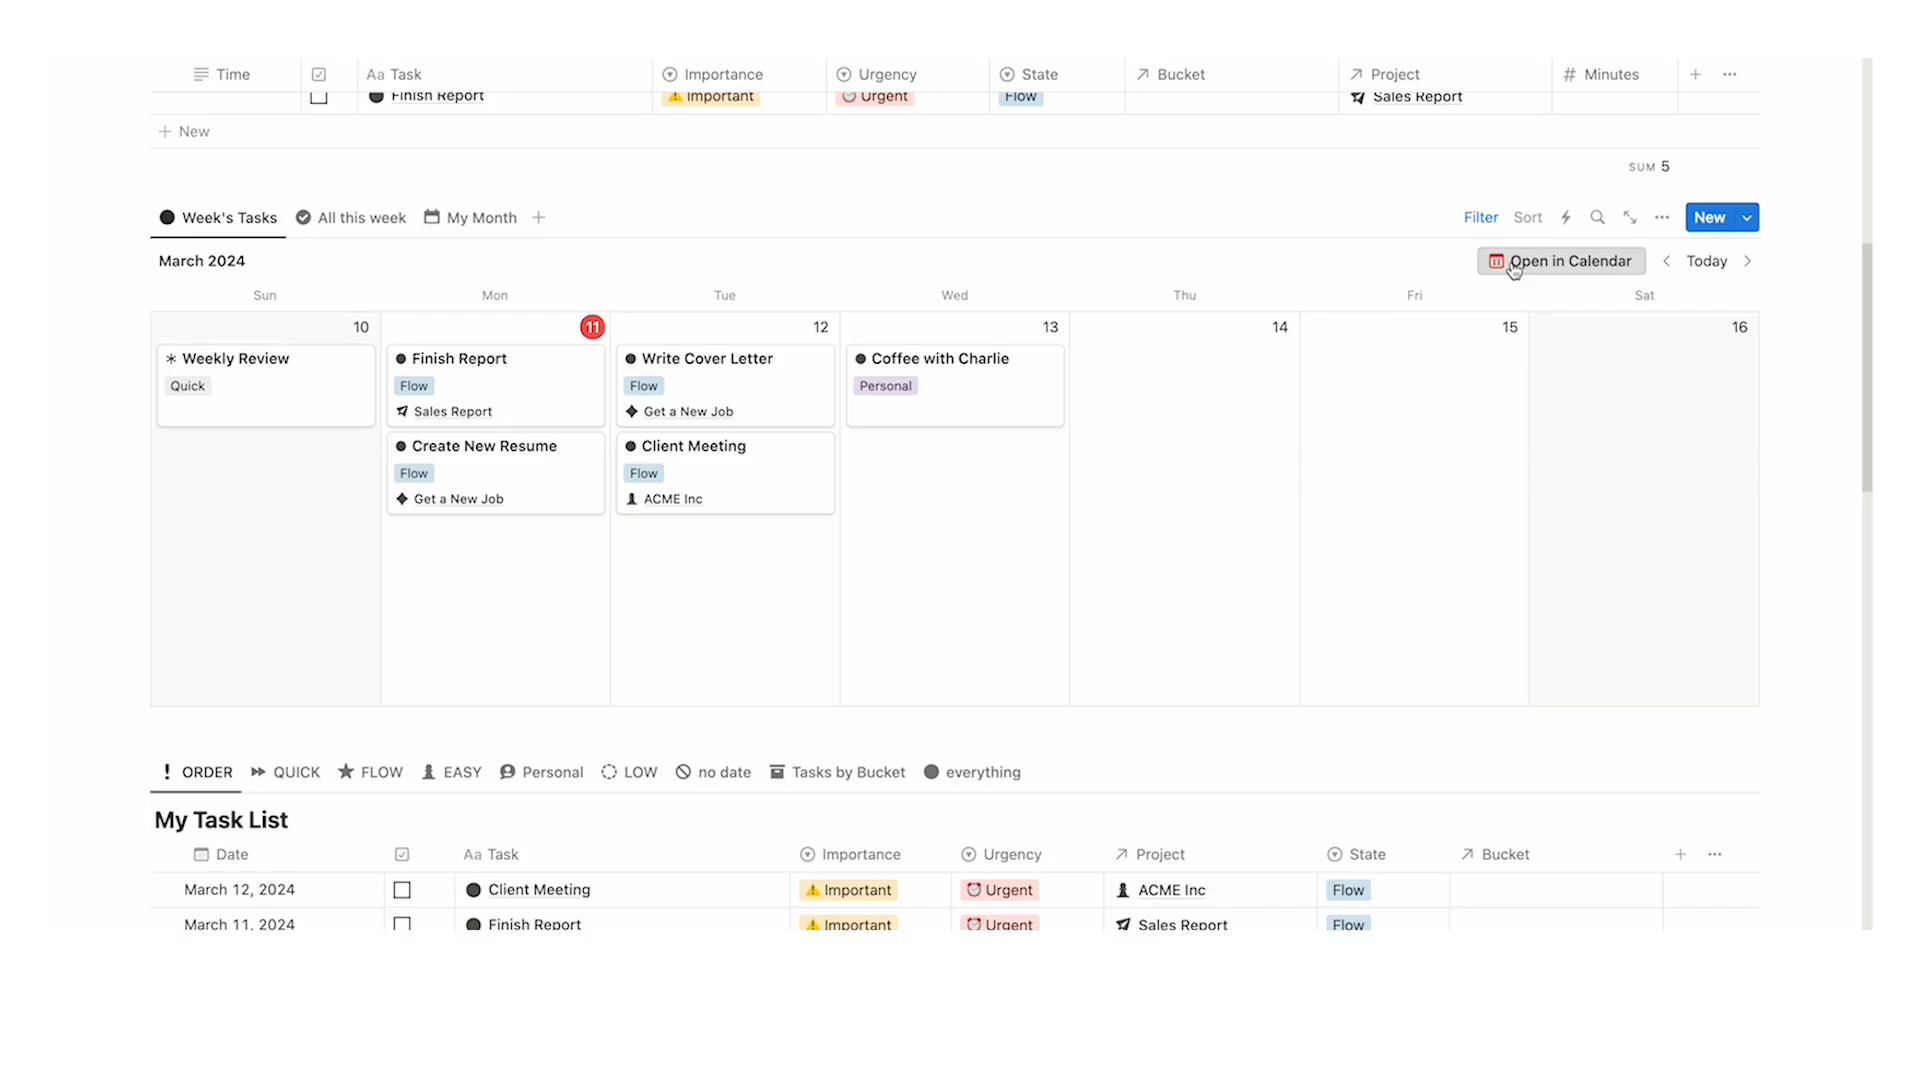 Time Aa Task Importance Urgency State Bucket Project # Minutes + ...
Finish Report Important Urgent Flow Sales Report
+ New
SUM 5
Week's Tasks All this week My Month + Filter Sort ... New
March 2024 Open in Calendar < Today >
Sun Mon Tue Wed Thu Fri Sat
10 11 12 13 14 15 16
Weekly Review Finish Report Write Cover Letter Coffee with Charlie
Quick Flow Flow Personal
Sales Report Get a New Job
Create New Resume Client Meeting
Flow Flow
Get a New Job ACME Inc
! ORDER QUICK FLOW EASY Personal LOW no date Tasks by Bucket everything
My Task List
Date Aa Task Importance Urgency Project State Bucket + ...
March 12, 2024 Client Meeting Important Urgent ACME Inc Flow
March 11, 2024 Finish Report Important Urgent Sales Report Flow